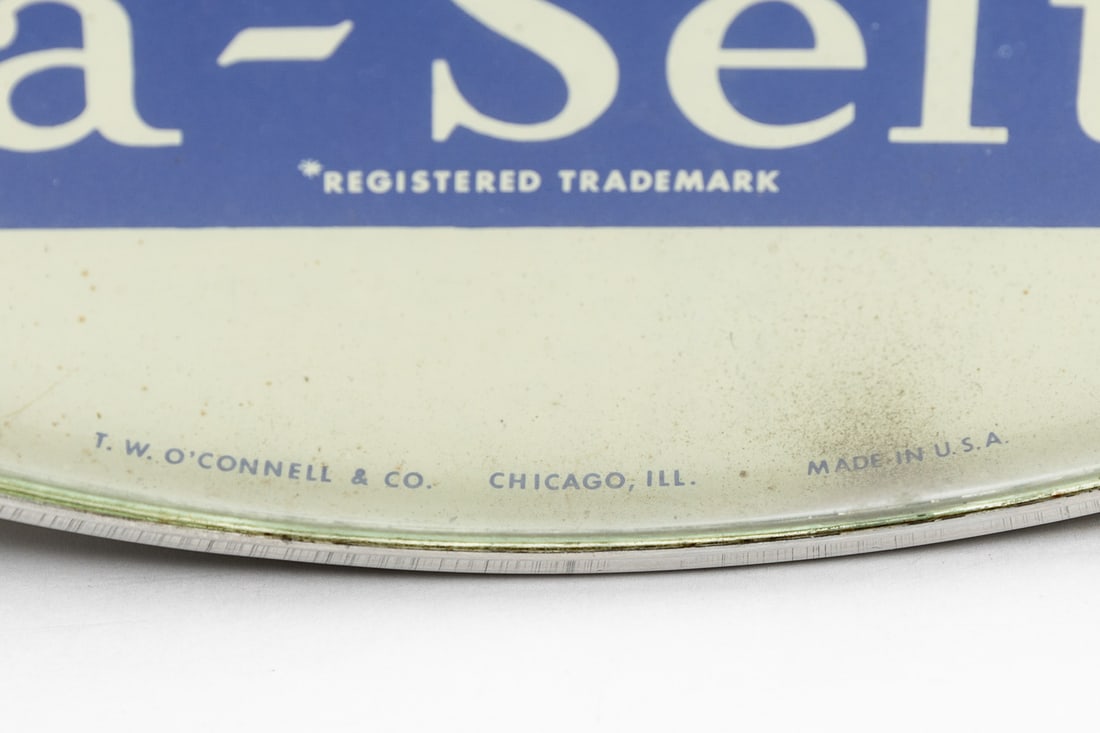 a-Selt
*REGISTERED TRADEMARK
T. W. O'CONNELL & CO. CHICAGO, ILL. MADE IN U.S.A.